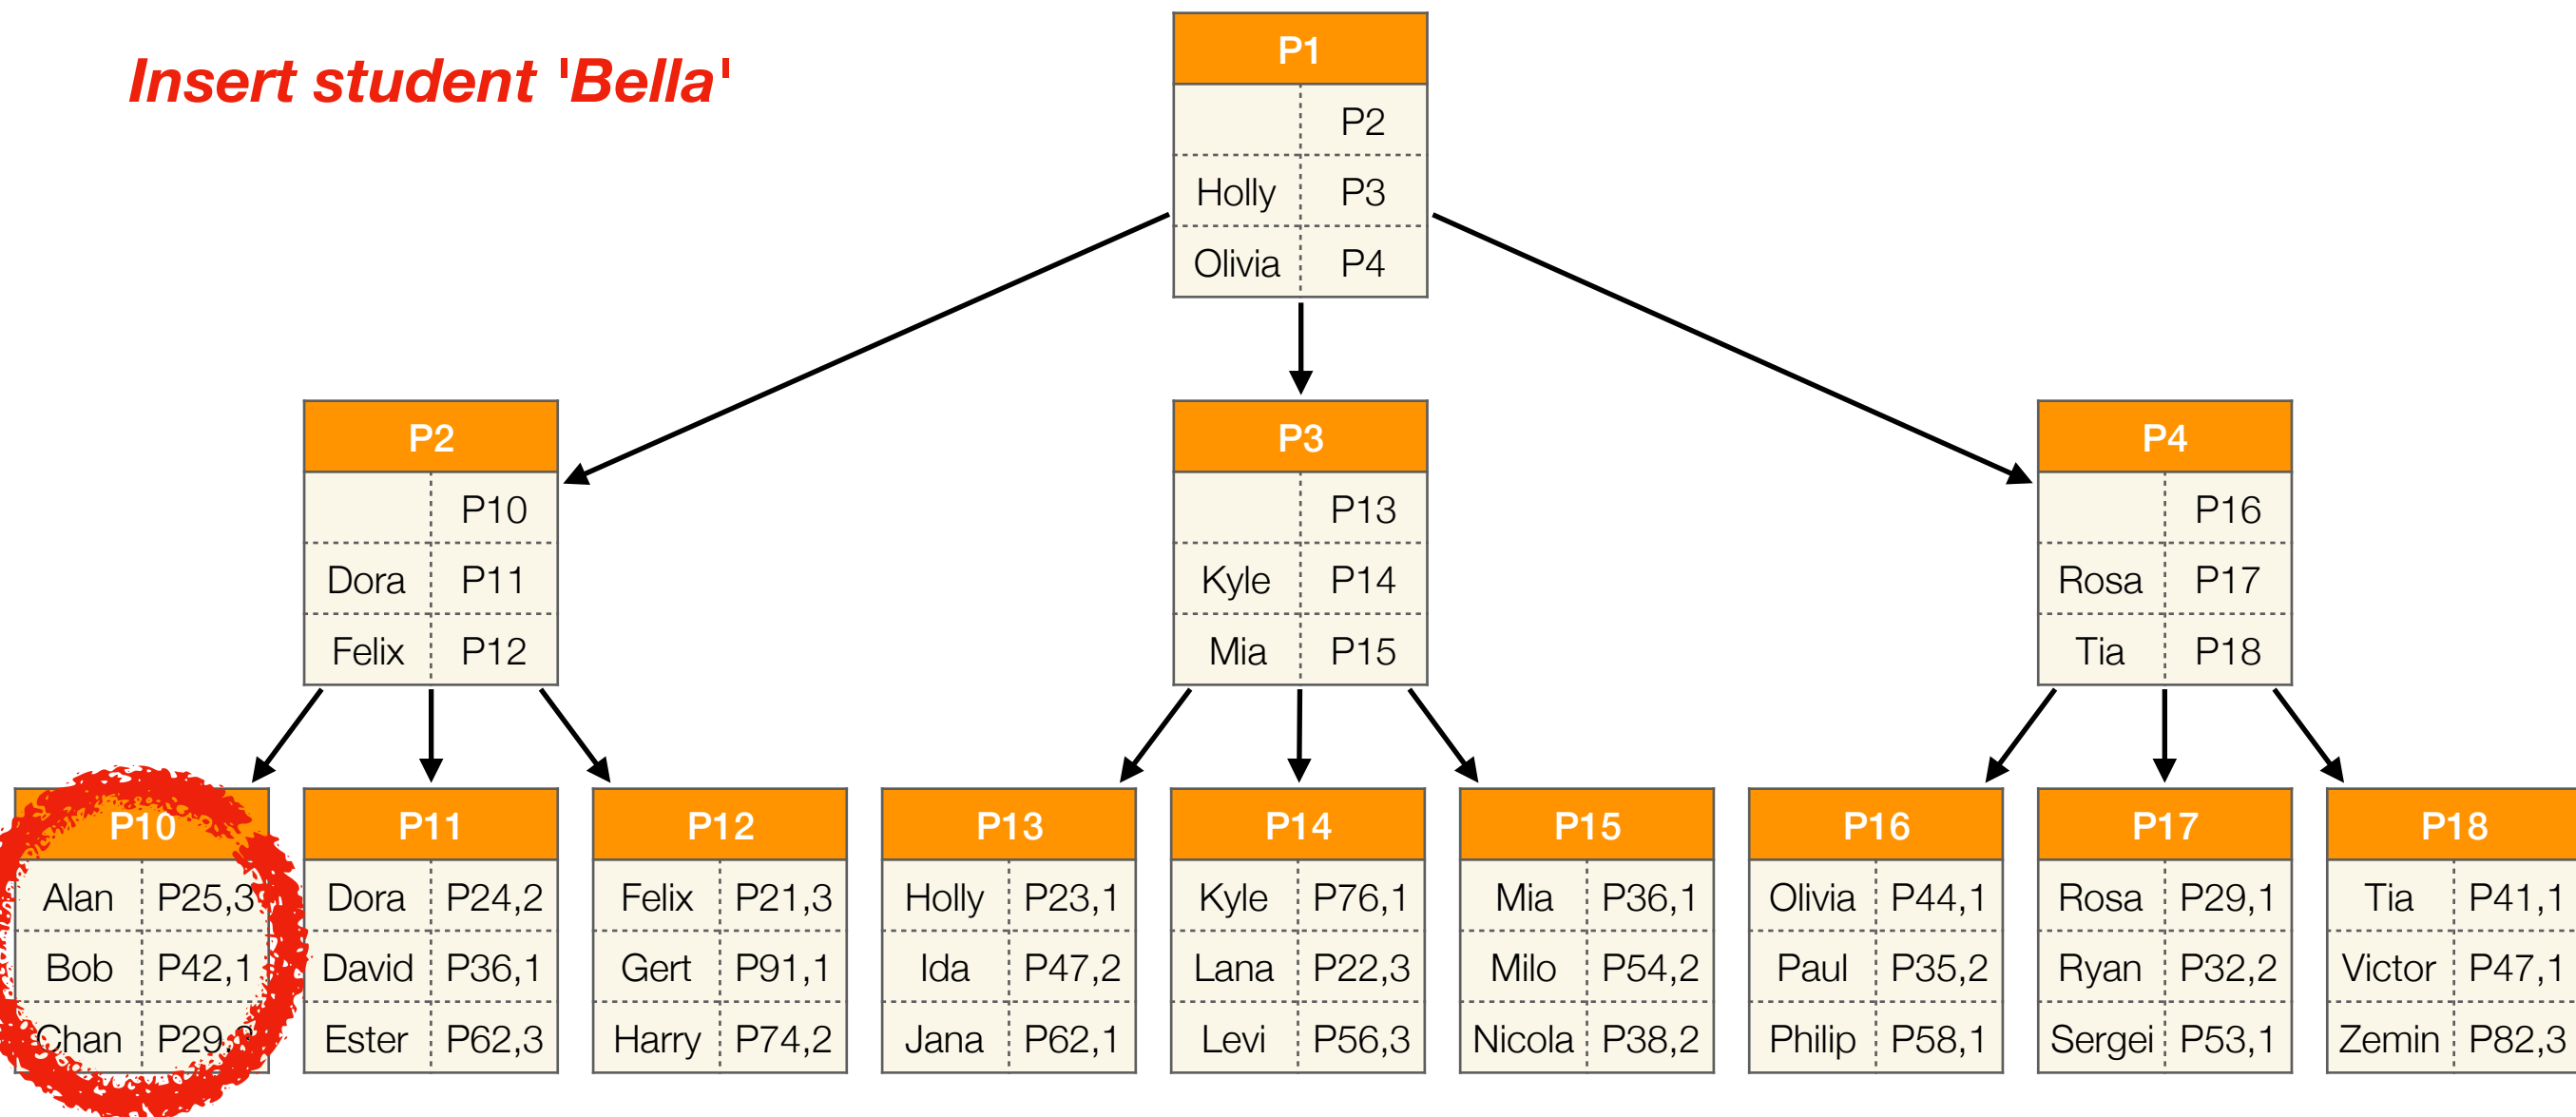 Insert student 'Bella'
P1
P2
Holly P3
Olivia P4
P2
P10
Dora P11
Felix P12
P3
P13
Kyle P14
Mia P15
P4
P16
Rosa P17
Tia P18
P10
Alan P25,3
Bob P42,1
Chan
P11
Dora P24,2
David P36,1
Ester P62,3
P12
Felix P21,3
Gert P91,1
Harry P74,2
P13
Holly P23,1
Ida P47,2
Jana P62,1
P14
Kyle P76,1
Lana P22,3
Levi P56,3
P15
Mia P36,1
Milo P54,2
Nicola P38,2
P16
Olivia P44,1
Paul P35,2
Philip P58,1
P17
Rosa P29,1
Ryan P32,2
Sergei P53,1
P18
Tia P41,1
Victor P47,1
Zemin P82,3